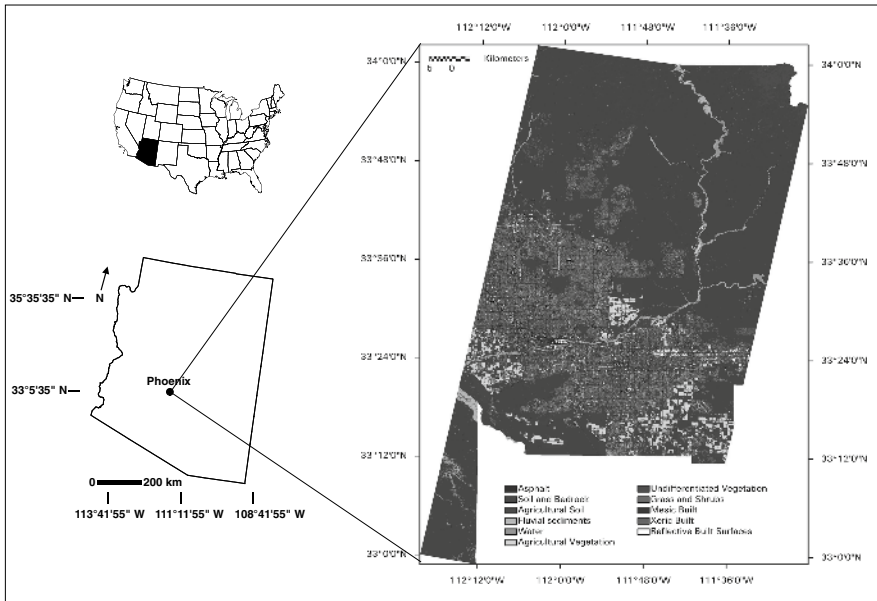 112°12'0"W 112°0'0"W 111°48'0"W 111°36'0"W
34°0'0"N
Kilometers
5 0
34°0'0"N
33°48'0"N
33°48'0"N
33°36'0"N
33°36'0"N
N
35°35'35" N
33°24'0"N
33°24'0"N
Phoenix
33°5'35" N
33°12'0"N
33°12'0"N
0 200 km
113°41'55" W 111°11'55" W 108°41'55" W
Asphalt
Soil and Bedrock
Agricultural Soil
Fluvial sediments
Water
Agricultural Vegetation
Undifferentiated Vegetation
Grass and Shrubs
Mesic Built
Xeric Built
Reflective Built Surfaces
33°0'0"N
33°0'0"N
112°12'0"W 112°0'0"W 111°48'0"W 111°36'0"W